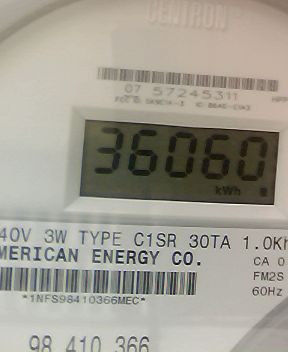 CENTRON
07 57245311
36060
kWh
40V 3W TYPE C1SR 30TA 1.0Kh
MERICAN ENERGY CO.
CA 0
FM2S
60Hz
*1NFS98410366MEC*
98 410 366